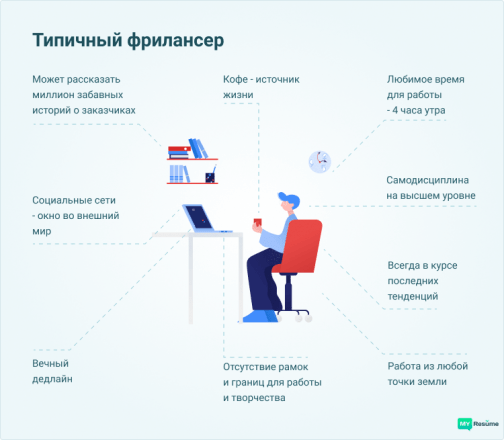 Типичный фрилансер
Может рассказать
миллион забавных
историй о заказчиках
Кофе - источник
жизни
Любимое время
для работы
- 4 часа утра
Социальные сети
- окно во внешний
мир
Самодисциплина
на высшем уровне
Всегда в курсе
последних
тенденций
Вечный
дедлайн
Отсутствие рамок
и границ для работы
и творчества
Работа из любой
точки земли
MY Resume